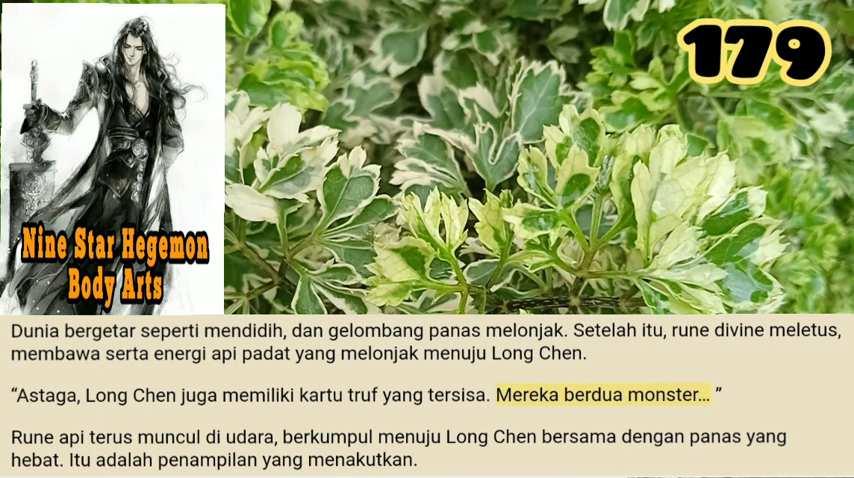 179
Nine Star Hegemon
Body Arts
Dunia bergetar seperti mendidih, dan gelombang panas melonjak. Setelah itu, rune divine meletus,
membawa serta energi api padat yang melonjak menuju Long Chen.
“Astaga, Long Chen juga memiliki kartu truf yang tersisa. Mereka berdua monster... ”
Rune api terus muncul di udara, berkumpul menuju Long Chen bersama dengan panas yang
hebat. Itu adalah penampilan yang menakutkan.